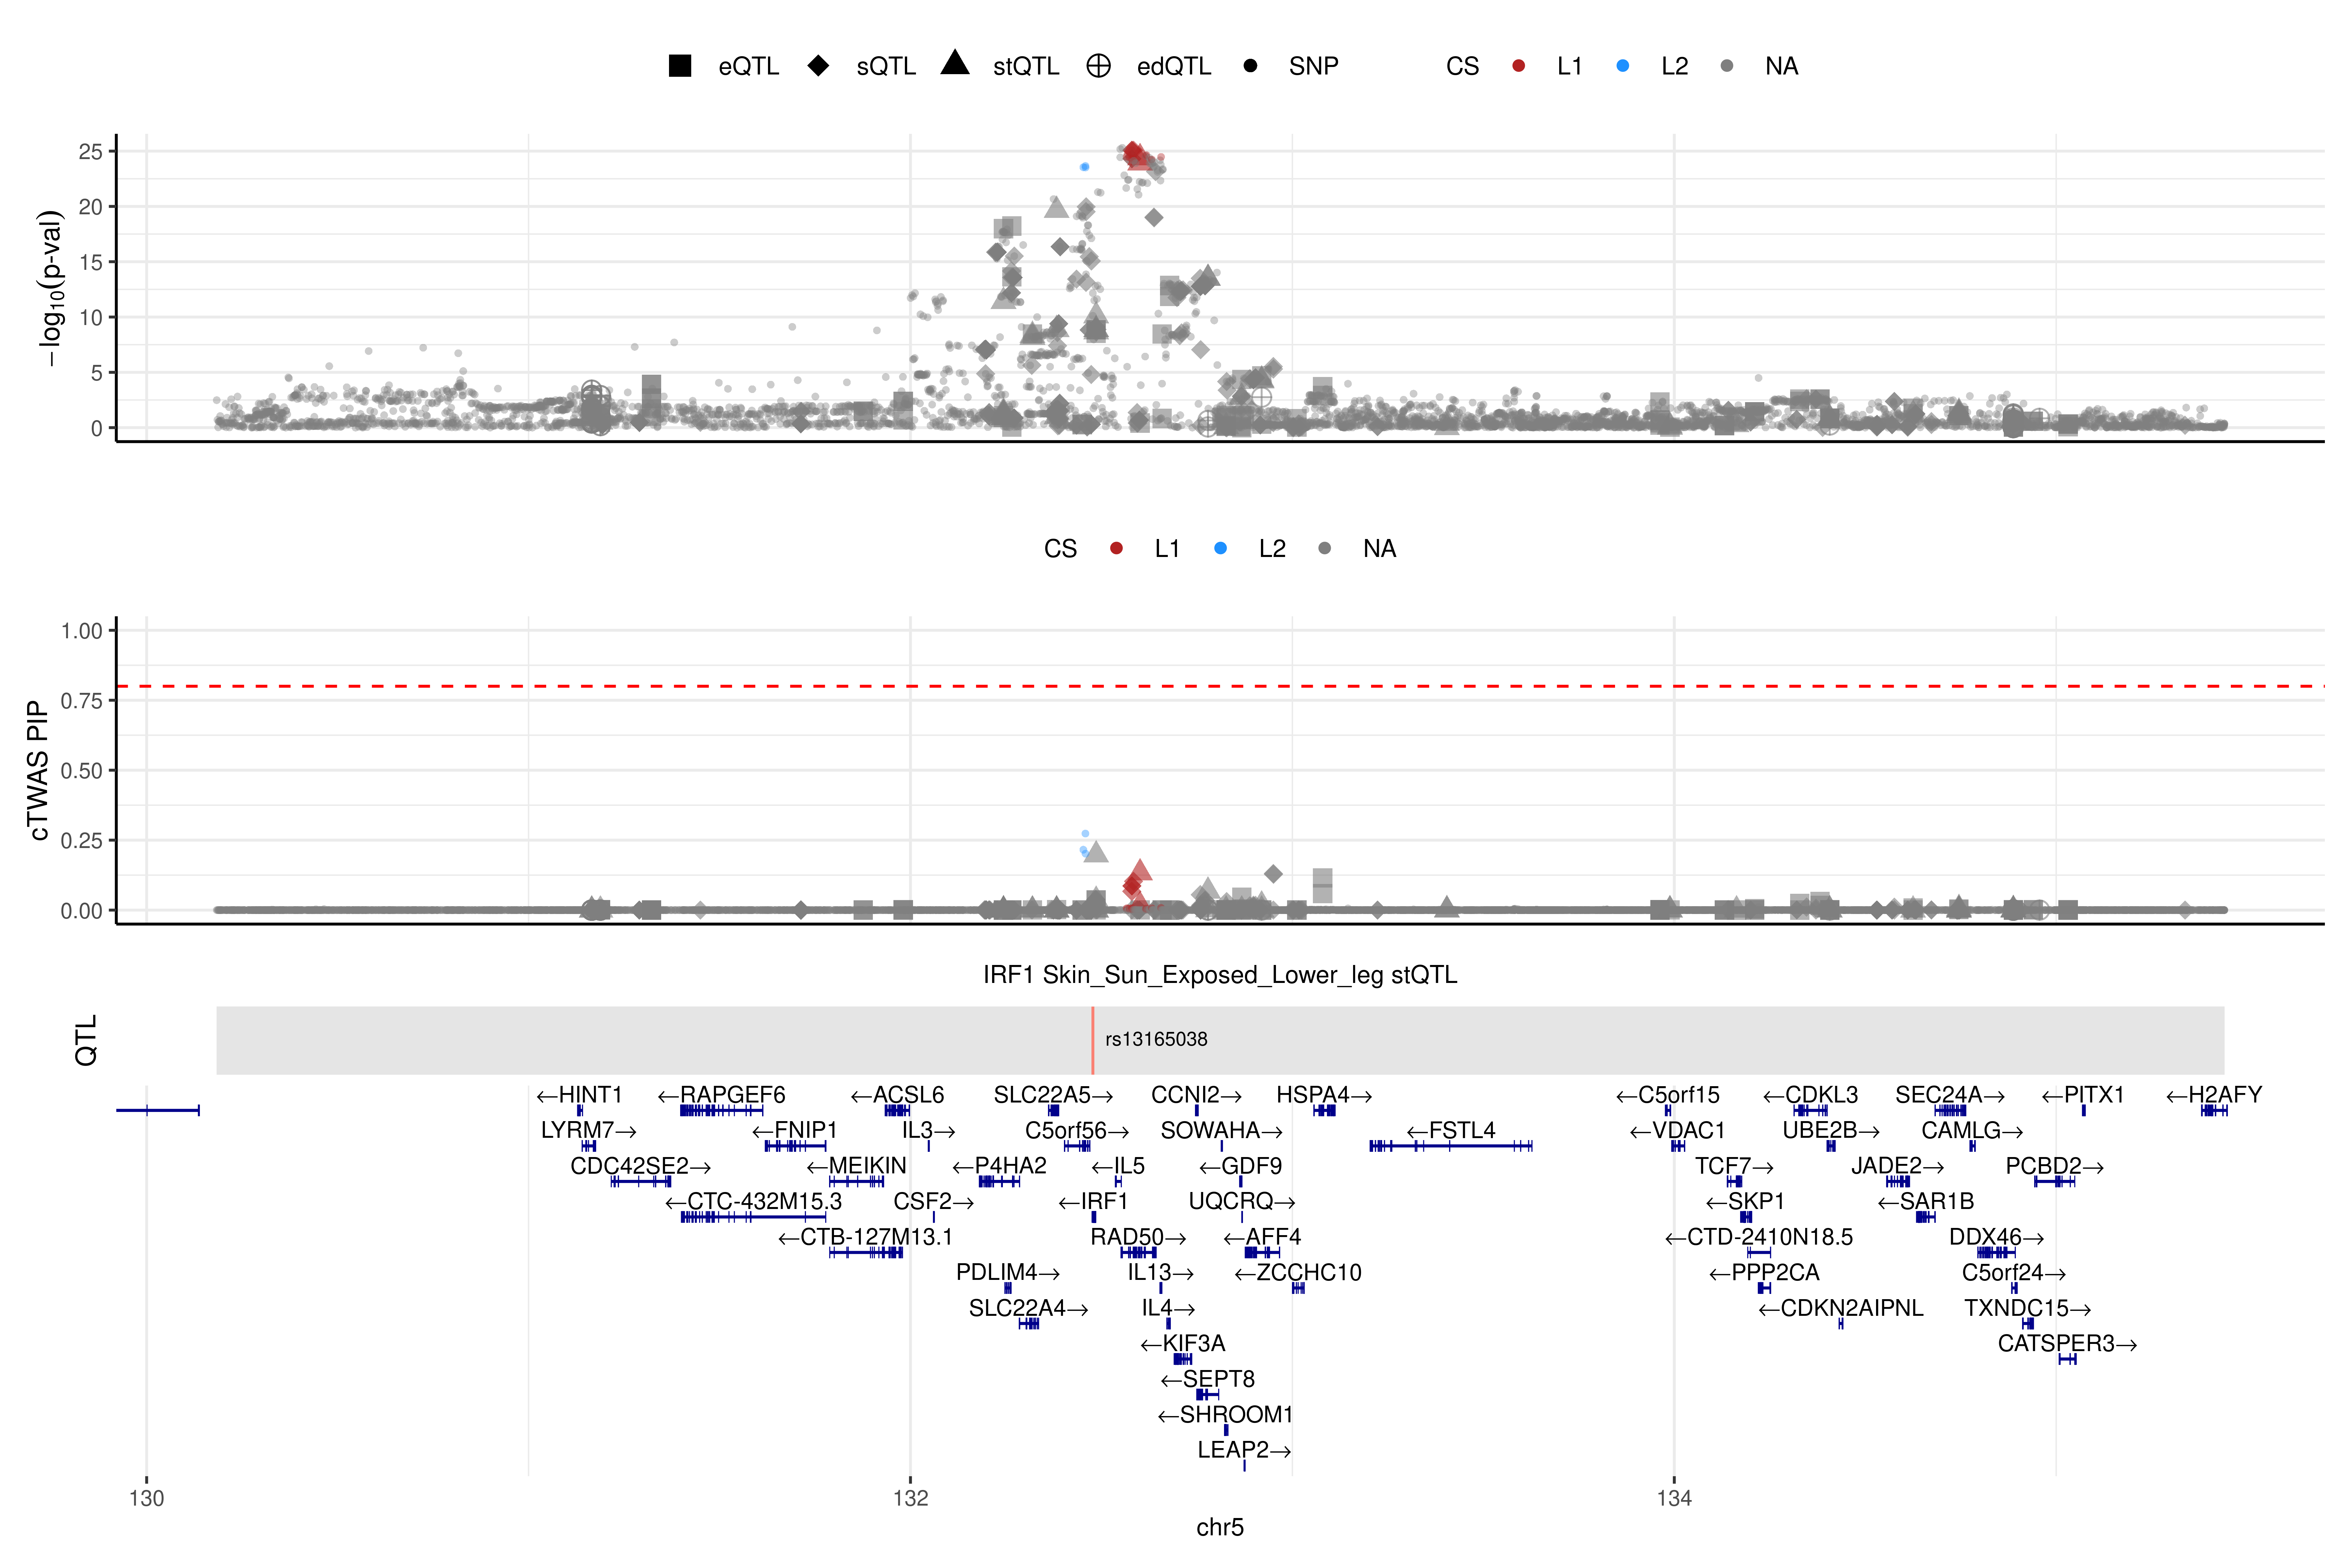 eQTL sQTL stQTL edQTL SNP CS L1 L2 NA
−log10(p-val)
25
20
15
10
5
0
CS L1 L2 NA
cTWAS PIP
1.00
0.75
0.50
0.25
0.00
IRF1 Skin_Sun_Exposed_Lower_leg stQTL
QTL
rs13165038
←HINT1 ←RAPGEF6 ←ACSL6 SLC22A5→ CCNI2→ HSPA4→ ←C5orf15 ←CDKL3 SEC24A→ ←PITX1 ←H2AFY
LYRM7→ ←FNIP1 IL3→ C5orf56→ SOWAHA→ ←FSTL4 ←VDAC1 UBE2B→ CAMLG→
CDC42SE2→ ←MEIKIN ←P4HA2 ←IL5 ←GDF9 TCF7→ JADE2→ PCBD2→
←CTC-432M15.3 CSF2→ ←IRF1 UQCRQ→ ←SKP1 ←SAR1B
←CTB-127M13.1 RAD50→ ←AFF4 ←CTD-2410N18.5 DDX46→
PDLIM4→ IL13→ ←ZCCHC10 ←PPP2CA C5orf24→
SLC22A4→ IL4→ ←CDKN2AIPNL TXNDC15→
←KIF3A CATSPER3→
←SEPT8
←SHROOM1
LEAP2→
130 132 134
chr5